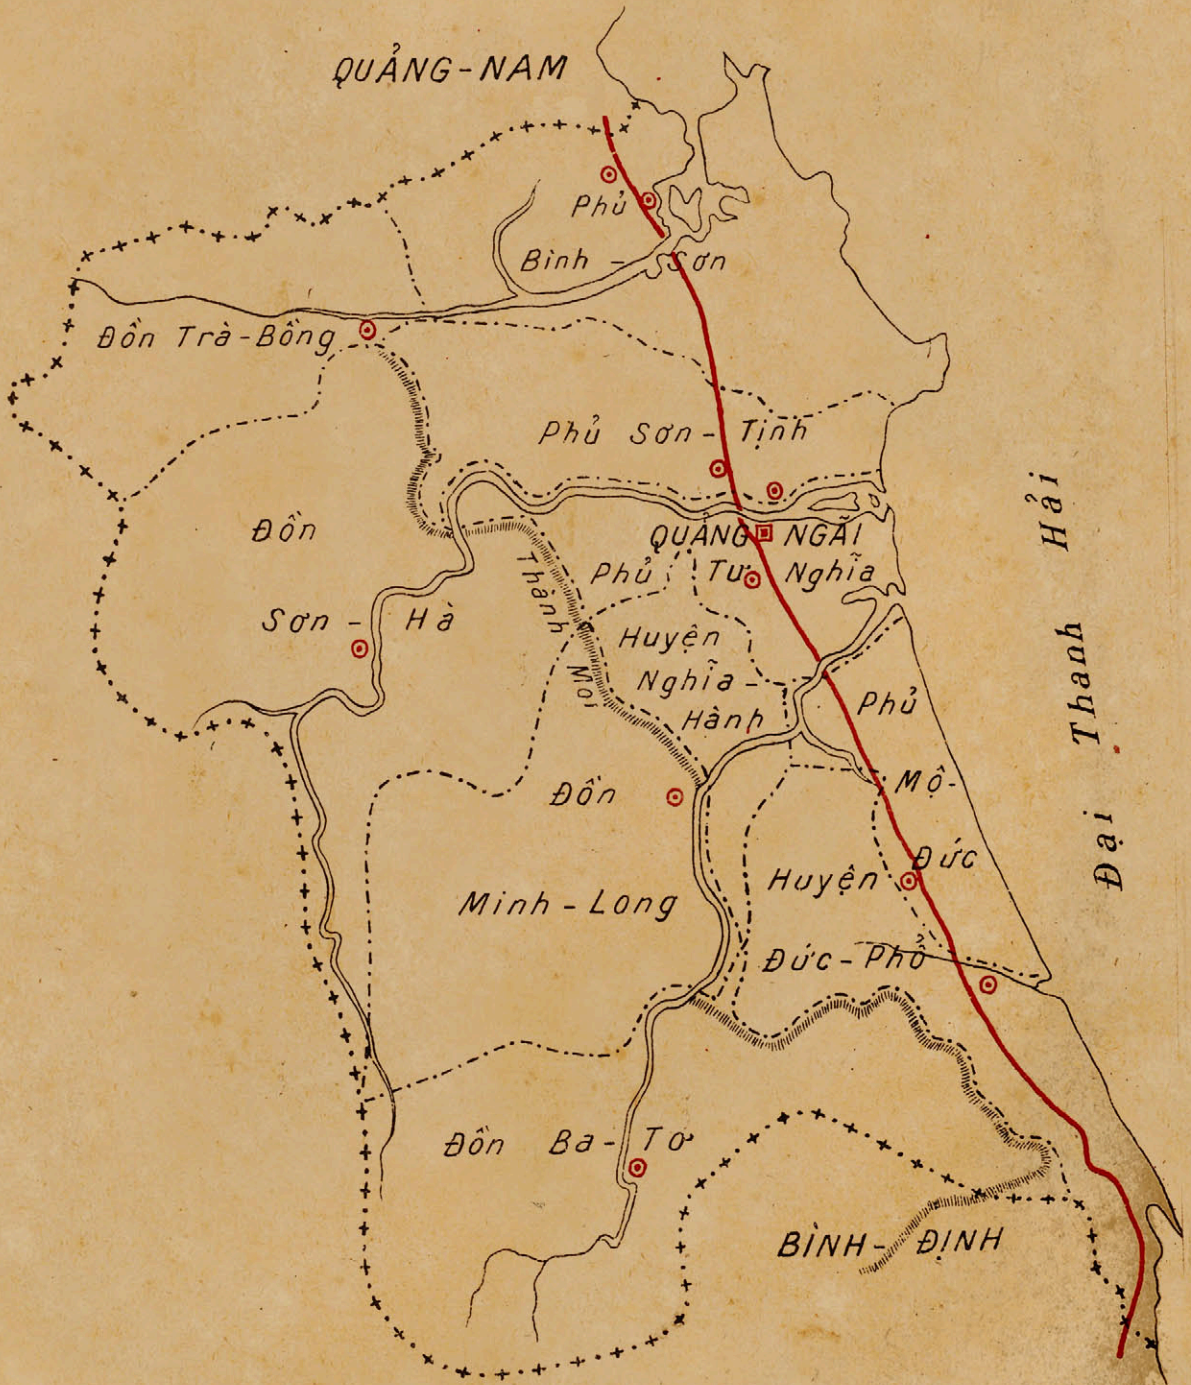 QUẢNG-NAM
Phủ
Bình - Sơn
Đồn Trà-Bồng
Phủ Sơn - Tịnh
Đồn
Sơn - Hà
QUẢNG NGÃI
Phủ Tư Nghĩa
Thành
Mọi
Huyện
Nghĩa -
Hành
Phủ
Mộ-
Đức
Đồn
Minh - Long
Huyện
Đức - Phổ
Đồn Ba - Tơ
BÌNH - ĐỊNH
Đại Thanh Hải